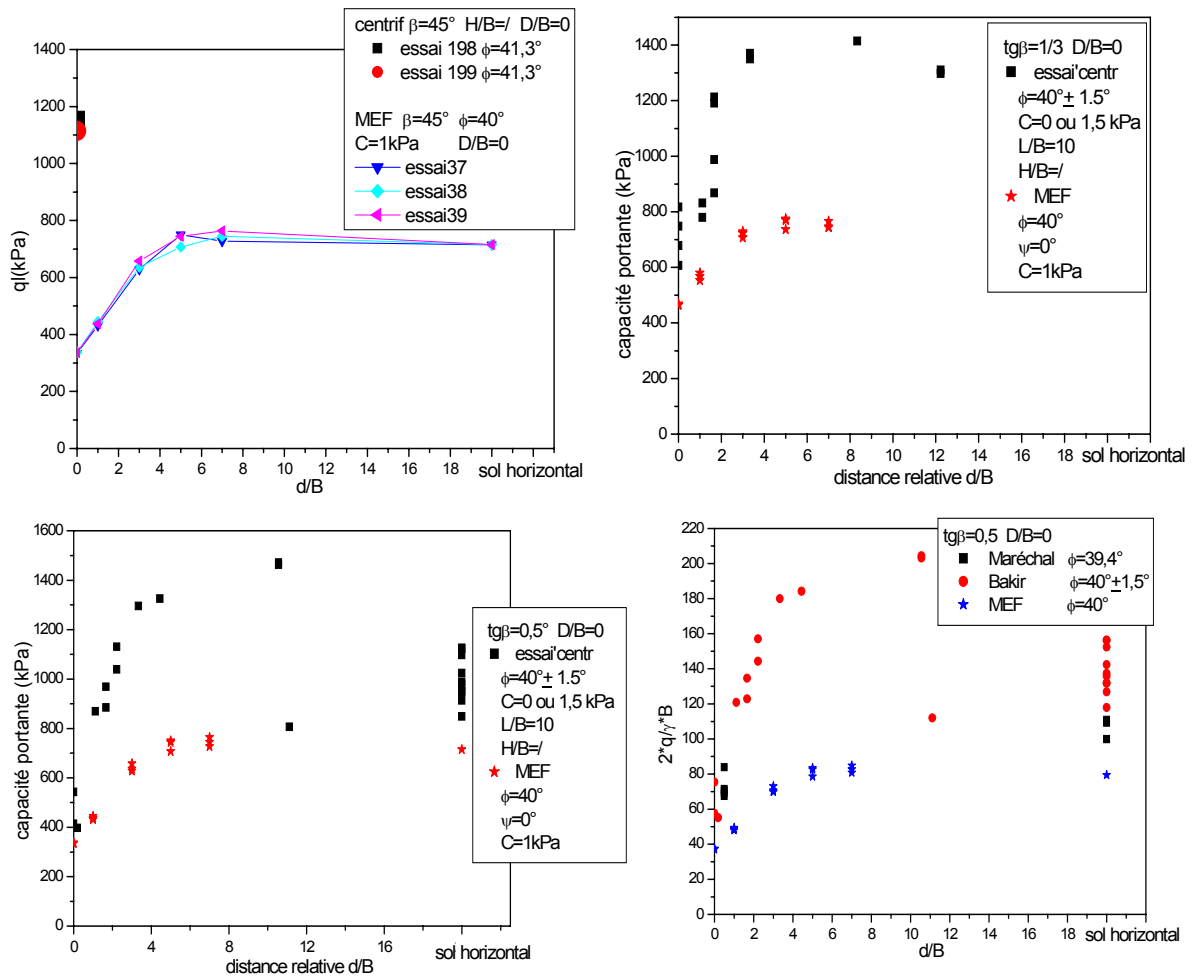 centrif β=45° H/B=/ D/B=0
essai 198 ϕ=41,3°
essai 199 ϕ=41,3°
MEF β=45° ϕ=40°
C=1kPa D/B=0
essai37
essai38
essai39
ql(kPa)
1400
1200
1000
800
600
400
200
0
0 2 4 6 8 10 12 14 16 18 sol horizontal
d/B
tgβ=1/3 D/B=0
essai'centr
ϕ=40°± 1.5°
C=0 ou 1,5 kPa
L/B=10
H/B=/
MEF
ϕ=40°
ψ=0°
C=1kPa
capacité portante (kPa)
1400
1200
1000
800
600
400
200
0
0 2 4 6 8 10 12 14 16 18 sol horizontal
distance relative d/B
tgβ=0,5° D/B=0
essai'centr
ϕ=40°± 1.5°
C=0 ou 1,5 kPa
L/B=10
H/B=/
MEF
ϕ=40°
ψ=0°
C=1kPa
capacité portante (kPa)
1600
1400
1200
1000
800
600
400
200
0
0 4 8 12 16 sol horizontal
distance relative d/B
tgβ=0,5 D/B=0
Maréchal ϕ=39,4°
Bakir ϕ=40°±1,5°
MEF ϕ=40°
2*q/γ*B
220
200
180
160
140
120
100
80
60
40
20
0
0 2 4 6 8 10 12 14 16 18 sol horizontal
d/B